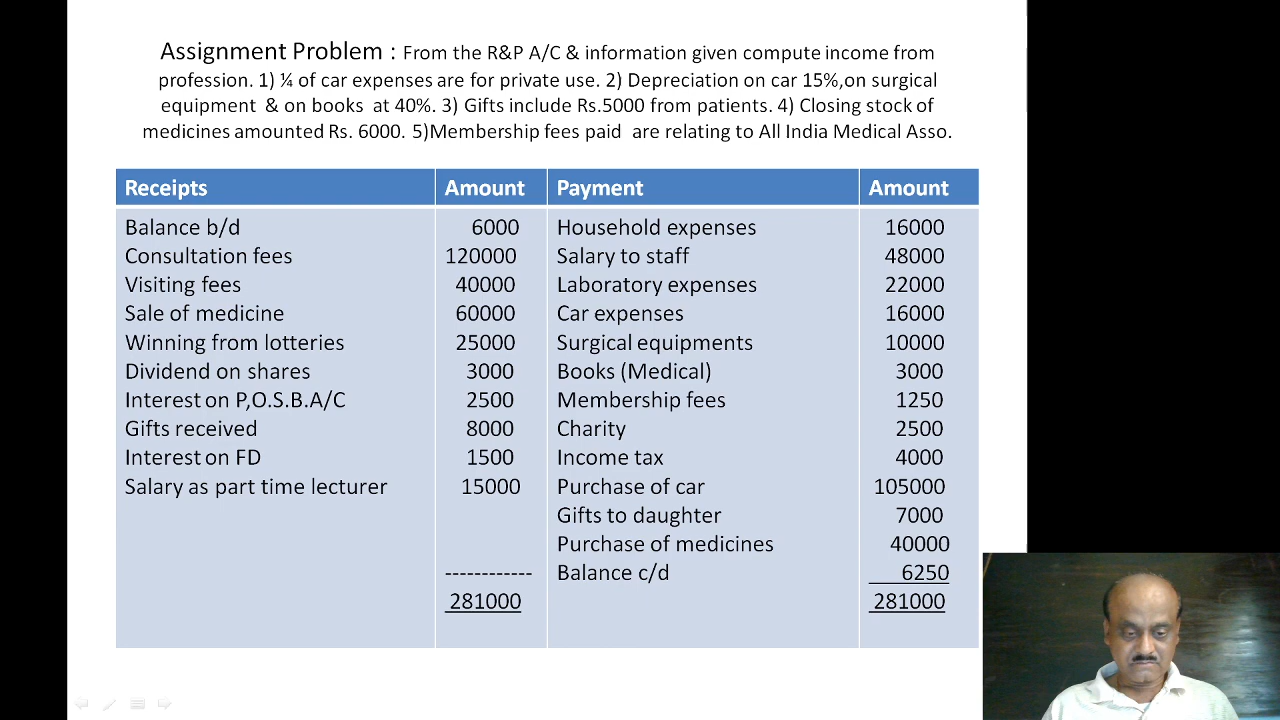 Assignment Problem : From the R&P A/C & information given compute income from
profession. 1) ¼ of car expenses are for private use. 2) Depreciation on car 15%,on surgical
equipment & on books at 40%. 3) Gifts include Rs.5000 from patients. 4) Closing stock of
medicines amounted Rs. 6000. 5)Membership fees paid are relating to All India Medical Asso.
Receipts Amount Payment Amount
Balance b/d 6000 Household expenses 16000
Consultation fees 120000 Salary to staff 48000
Visiting fees 40000 Laboratory expenses 22000
Sale of medicine 60000 Car expenses 16000
Winning from lotteries 25000 Surgical equipments 10000
Dividend on shares 3000 Books (Medical) 3000
Interest on P,O.S.B.A/C 2500 Membership fees 1250
Gifts received 8000 Charity 2500
Interest on FD 1500 Income tax 4000
Salary as part time lecturer 15000 Purchase of car 105000
Gifts to daughter 7000
Purchase of medicines 40000
------------ Balance c/d 6250
281000 281000